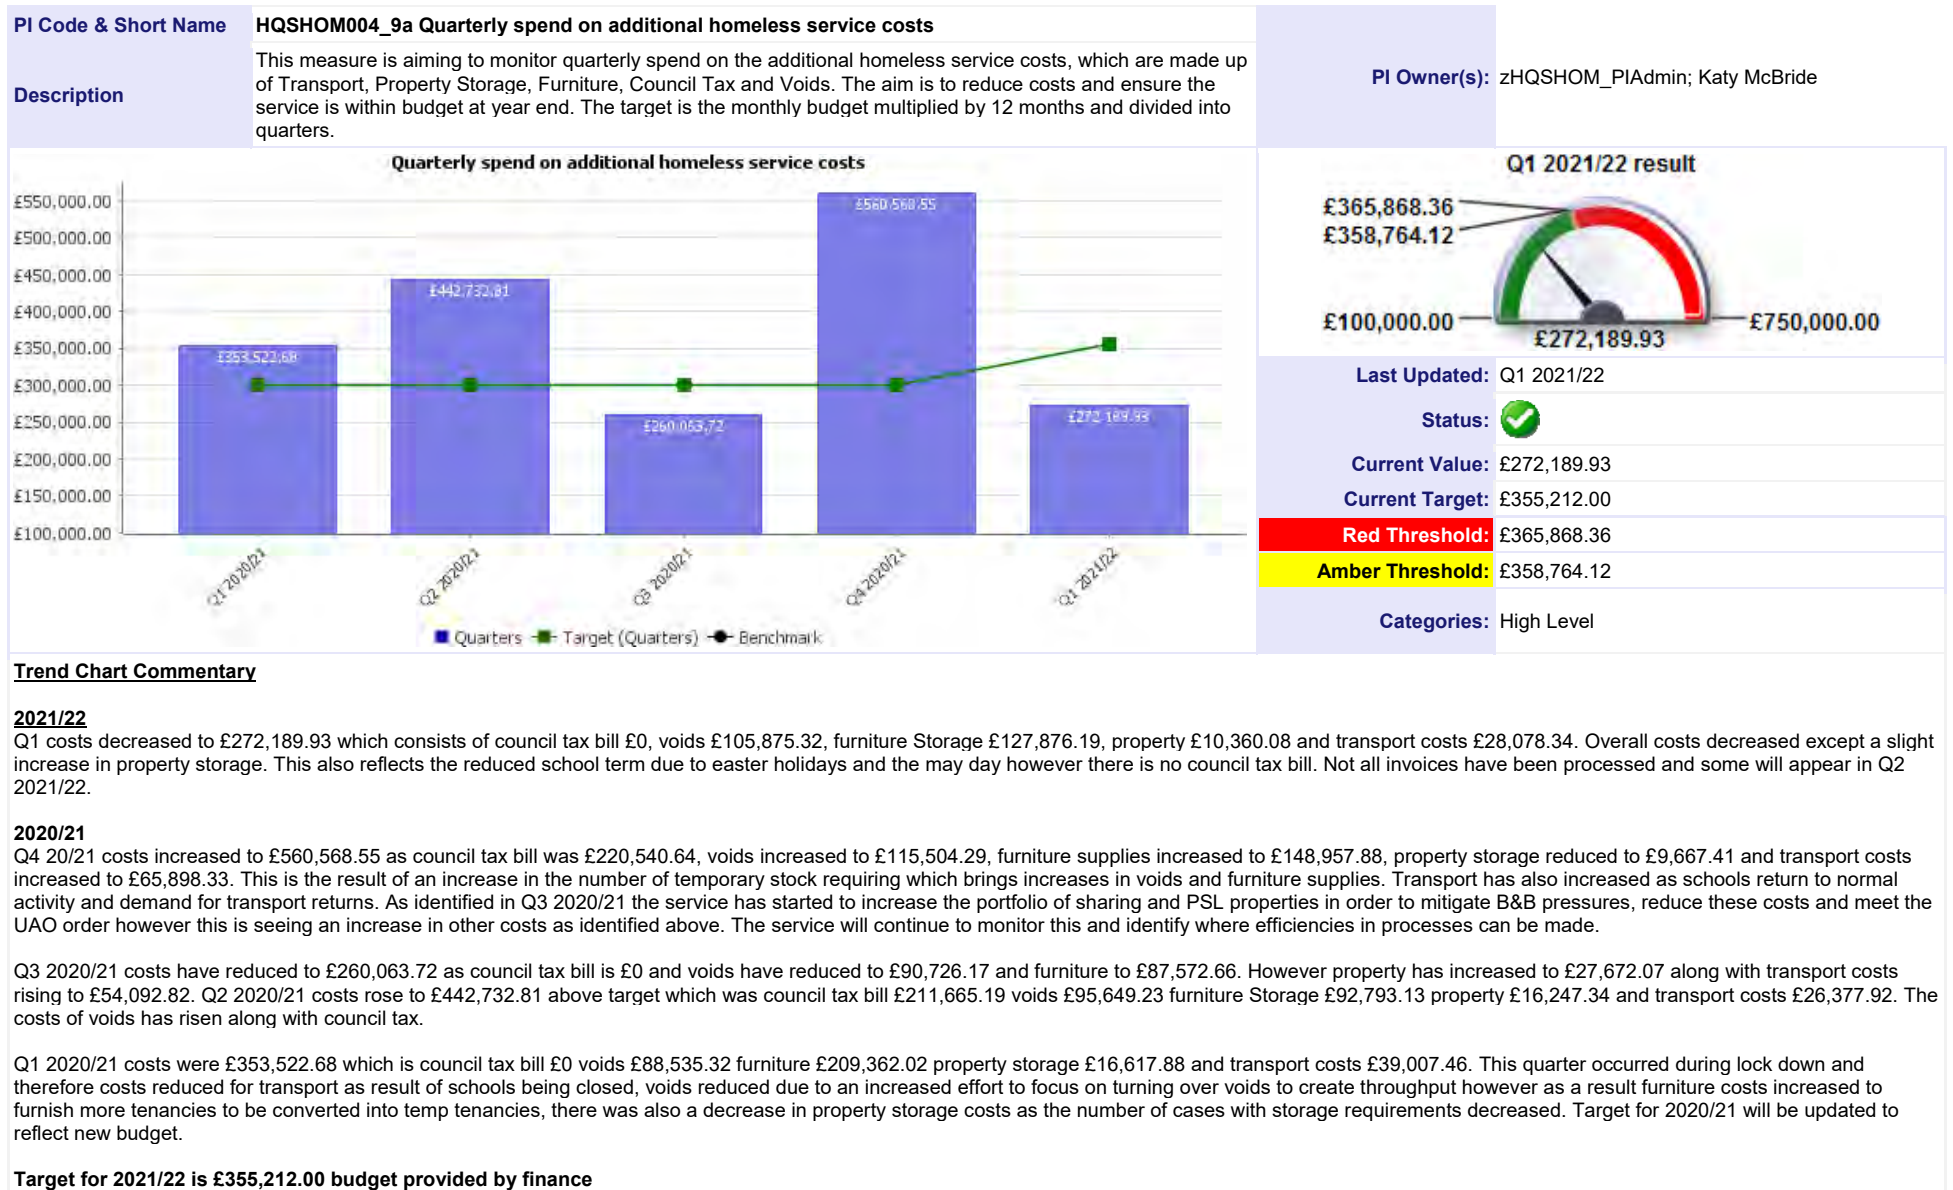 PI Code & Short Name
HQSHOM004_9a Quarterly spend on additional homeless service costs
Description
This measure is aiming to monitor quarterly spend on the additional homeless service costs, which are made up
of Transport, Property Storage, Furniture, Council Tax and Voids. The aim is to reduce costs and ensure the
service is within budget at year end. The target is the monthly budget multiplied by 12 months and divided into
quarters.
PI Owner(s): zHQSHOM_PIAdmin; Katy McBride
Quarterly spend on additional homeless service costs
£550,000.00
£500,000.00
£450,000.00
£400,000.00
£350,000.00
£300,000.00
£250,000.00
£200,000.00
£150,000.00
£100,000.00
£353,522.68
£442,732.81
£260,063.72
£560,568.55
£272,189.93
Q1 2020/21
Q2 2020/21
Q3 2020/21
Q4 2020/21
Q1 2021/22
Quarters Target (Quarters) Benchmark
Q1 2021/22 result
£365,868.36
£358,764.12
£100,000.00
£750,000.00
£272,189.93
Last Updated: Q1 2021/22
Status:
Current Value: £272,189.93
Current Target: £355,212.00
Red Threshold: £365,868.36
Amber Threshold: £358,764.12
Categories: High Level
Trend Chart Commentary
2021/22
Q1 costs decreased to £272,189.93 which consists of council tax bill £0, voids £105,875.32, furniture Storage £127,876.19, property £10,360.08 and transport costs £28,078.34. Overall costs decreased except a slight
increase in property storage. This also reflects the reduced school term due to easter holidays and the may day however there is no council tax bill. Not all invoices have been processed and some will appear in Q2
2021/22.
2020/21
Q4 20/21 costs increased to £560,568.55 as council tax bill was £220,540.64, voids increased to £115,504.29, furniture supplies increased to £148,957.88, property storage reduced to £9,667.41 and transport costs
increased to £65,898.33. This is the result of an increase in the number of temporary stock requiring which brings increases in voids and furniture supplies. Transport has also increased as schools return to normal
activity and demand for transport returns. As identified in Q3 2020/21 the service has started to increase the portfolio of sharing and PSL properties in order to mitigate B&B pressures, reduce these costs and meet the
UAO order however this is seeing an increase in other costs as identified above. The service will continue to monitor this and identify where efficiencies in processes can be made.
Q3 2020/21 costs have reduced to £260,063.72 as council tax bill is £0 and voids have reduced to £90,726.17 and furniture to £87,572.66. However property has increased to £27,672.07 along with transport costs
rising to £54,092.82. Q2 2020/21 costs rose to £442,732.81 above target which was council tax bill £211,665.19 voids £95,649.23 furniture Storage £92,793.13 property £16,247.34 and transport costs £26,377.92. The
costs of voids has risen along with council tax.
Q1 2020/21 costs were £353,522.68 which is council tax bill £0 voids £88,535.32 furniture £209,362.02 property storage £16,617.88 and transport costs £39,007.46. This quarter occurred during lock down and
therefore costs reduced for transport as result of schools being closed, voids reduced due to an increased effort to focus on turning over voids to create throughput however as a result furniture costs increased to
furnish more tenancies to be converted into temp tenancies, there was also a decrease in property storage costs as the number of cases with storage requirements decreased. Target for 2020/21 will be updated to
reflect new budget.
Target for 2021/22 is £355,212.00 budget provided by finance